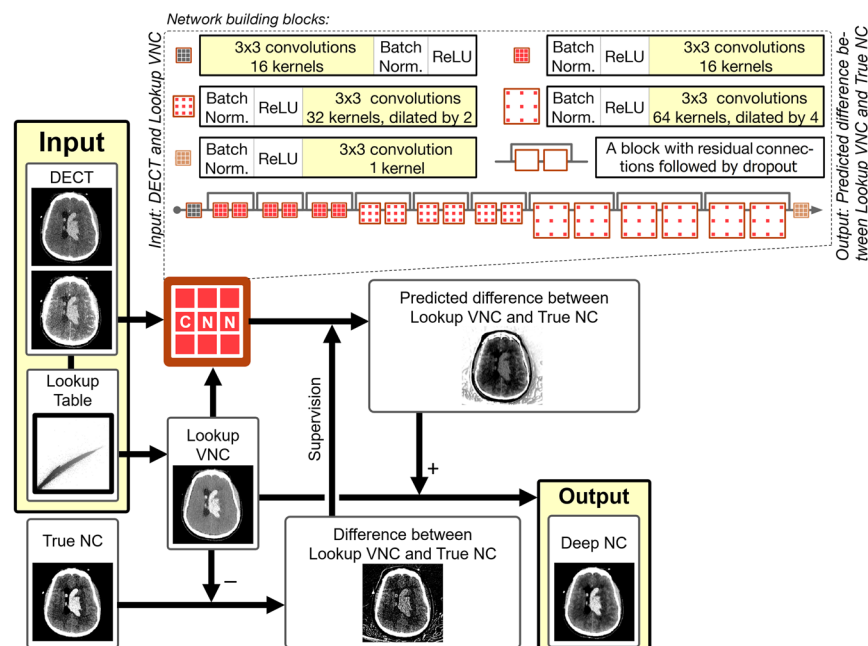 Network building blocks:
3x3 convolutions
16 kernels
Batch
Norm.
ReLU
Batch
Norm.
ReLU
3x3 convolutions
16 kernels
Batch
Norm.
ReLU
3x3 convolutions
32 kernels, dilated by 2
Batch
Norm.
ReLU
3x3 convolutions
64 kernels, dilated by 4
Batch
Norm.
ReLU
3x3 convolution
1 kernel
A block with residual connec-
tions followed by dropout
Input: DECT and Lookup VNC
Output: Predicted difference be-
tween Lookup VNC and True NC
Input
DECT
Lookup
Table
CNN
Predicted difference between
Lookup VNC and True NC
Supervision
Lookup
VNC
+
Output
Deep NC
True NC
−
Difference between
Lookup VNC and True NC